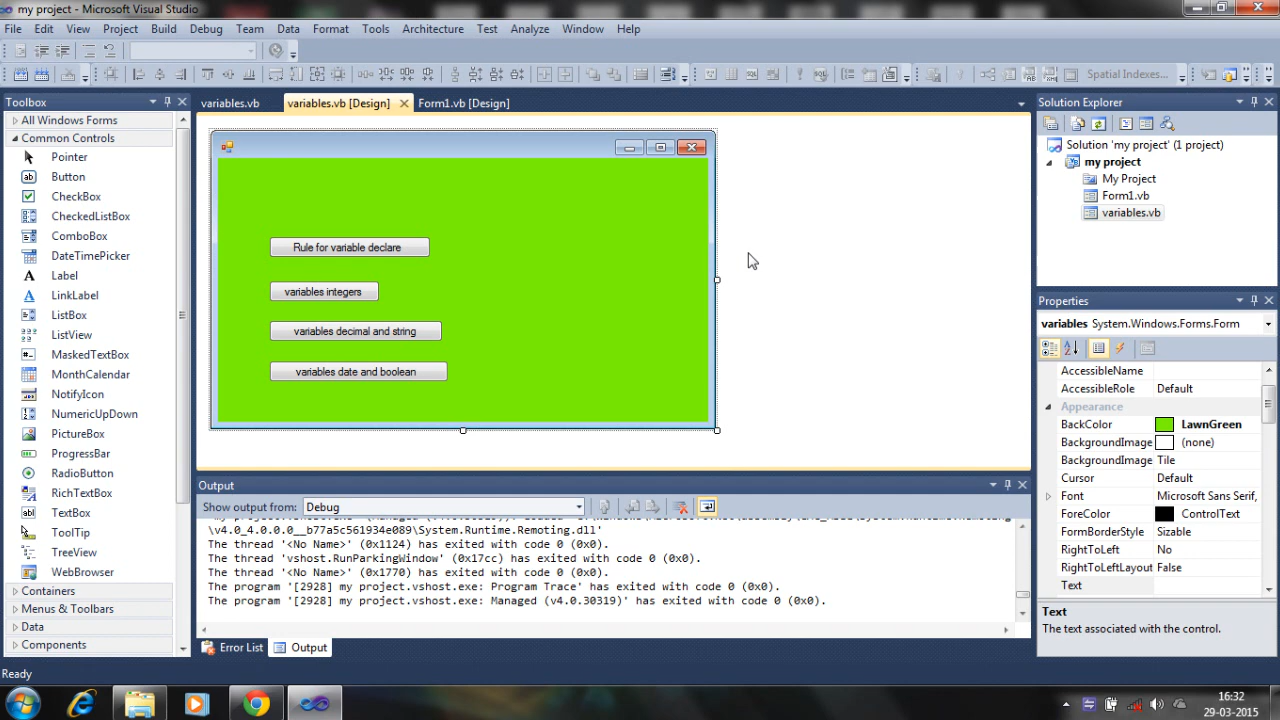 my project - Microsoft Visual Studio
File Edit View Project Build Debug Team Data Format Tools Architecture Test Analyze Window Help
Spatial Indexes...
Toolbox
variables.vb
variables.vb [Design]
Form1.vb [Design]
Solution Explorer
All Windows Forms
Common Controls
Pointer
Button
CheckBox
CheckedListBox
ComboBox
DateTimePicker
Label
LinkLabel
ListBox
ListView
MaskedTextBox
MonthCalendar
NotifyIcon
NumericUpDown
PictureBox
ProgressBar
RadioButton
RichTextBox
TextBox
ToolTip
TreeView
WebBrowser
Containers
Menus & Toolbars
Data
Components
Rule for variable declare
variables integers
variables decimal and string
variables date and boolean
Solution 'my project' (1 project)
my project
My Project
Form1.vb
variables.vb
Properties
variables System.Windows.Forms.Form
AccessibleName
AccessibleRole Default
Appearance
BackColor LawnGreen
BackgroundImage (none)
BackgroundImage Tile
Cursor Default
Font Microsoft Sans Serif,
ForeColor ControlText
FormBorderStyle Sizable
RightToLeft No
RightToLeftLayout False
Text
Text
The text associated with the control.
Output
Show output from: Debug
\v4.0_4.0.0.0__b77a5c561934e089\System.Runtime.Remoting.dll'
The thread '<No Name>' (0x1124) has exited with code 0 (0x0).
The thread 'vshost.RunParkingWindow' (0x17cc) has exited with code 0 (0x0).
The thread '<No Name>' (0x1770) has exited with code 0 (0x0).
The program '[2928] my project.vshost.exe: Program Trace' has exited with code 0 (0x0).
The program '[2928] my project.vshost.exe: Managed (v4.0.30319)' has exited with code 0 (0x0).
Error List
Output
Ready
16:32
29-03-2015